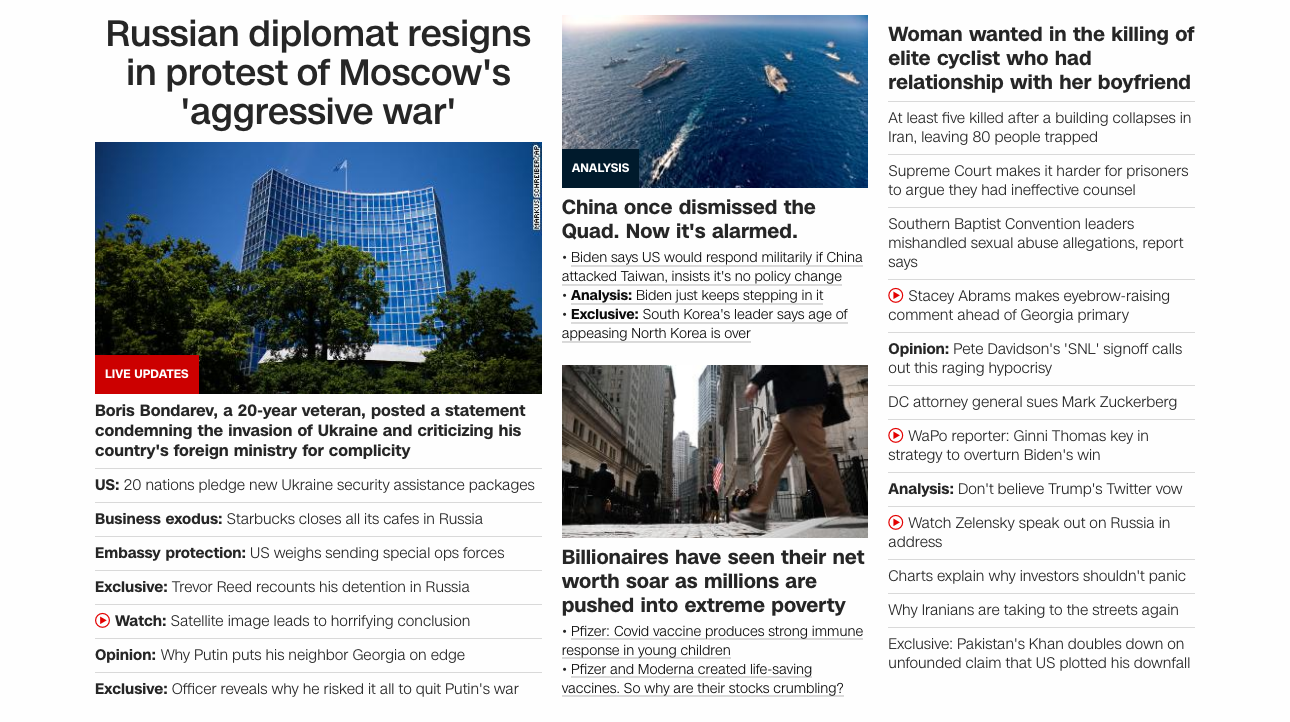 Russian diplomat resigns
in protest of Moscow's
'aggressive war'
MARKUS SCHREIBER/AP
LIVE UPDATES
Boris Bondarev, a 20-year veteran, posted a statement
condemning the invasion of Ukraine and criticizing his
country's foreign ministry for complicity
US: 20 nations pledge new Ukraine security assistance packages
Business exodus: Starbucks closes all its cafes in Russia
Embassy protection: US weighs sending special ops forces
Exclusive: Trevor Reed recounts his detention in Russia
Watch: Satellite image leads to horrifying conclusion
Opinion: Why Putin puts his neighbor Georgia on edge
Exclusive: Officer reveals why he risked it all to quit Putin's war
ANALYSIS
China once dismissed the
Quad. Now it's alarmed.
• Biden says US would respond militarily if China
attacked Taiwan, insists it's no policy change
• Analysis: Biden just keeps stepping in it
• Exclusive: South Korea's leader says age of
appeasing North Korea is over
Billionaires have seen their net
worth soar as millions are
pushed into extreme poverty
• Pfizer: Covid vaccine produces strong immune
response in young children
• Pfizer and Moderna created life-saving
vaccines. So why are their stocks crumbling?
Woman wanted in the killing of
elite cyclist who had
relationship with her boyfriend
At least five killed after a building collapses in
Iran, leaving 80 people trapped
Supreme Court makes it harder for prisoners
to argue they had ineffective counsel
Southern Baptist Convention leaders
mishandled sexual abuse allegations, report
says
Stacey Abrams makes eyebrow-raising
comment ahead of Georgia primary
Opinion: Pete Davidson's 'SNL' signoff calls
out this raging hypocrisy
DC attorney general sues Mark Zuckerberg
WaPo reporter: Ginni Thomas key in
strategy to overturn Biden's win
Analysis: Don't believe Trump's Twitter vow
Watch Zelensky speak out on Russia in
address
Charts explain why investors shouldn't panic
Why Iranians are taking to the streets again
Exclusive: Pakistan's Khan doubles down on
unfounded claim that US plotted his downfall